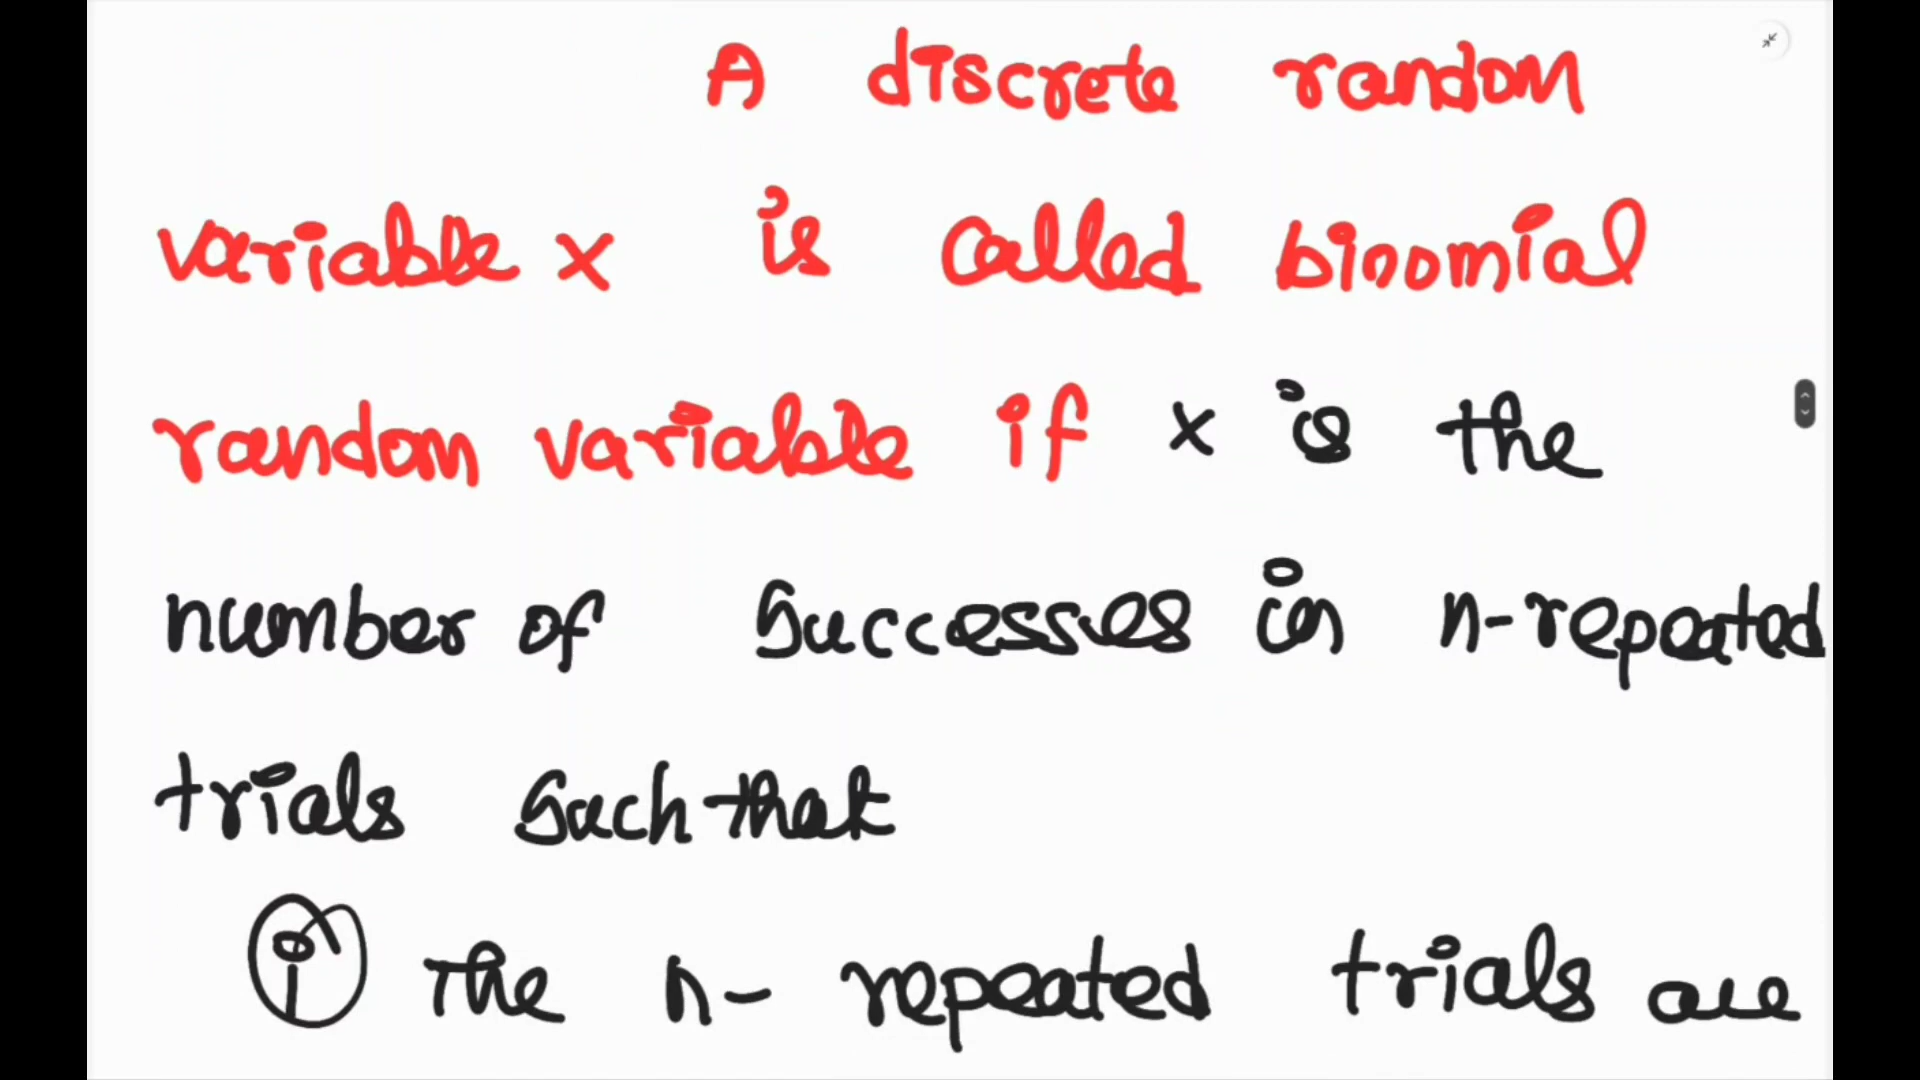 A discrete random
variable x is called binomial
random variable if x is the
number of successes in n-repeated
trials such that
(i) The n- repeated trials are